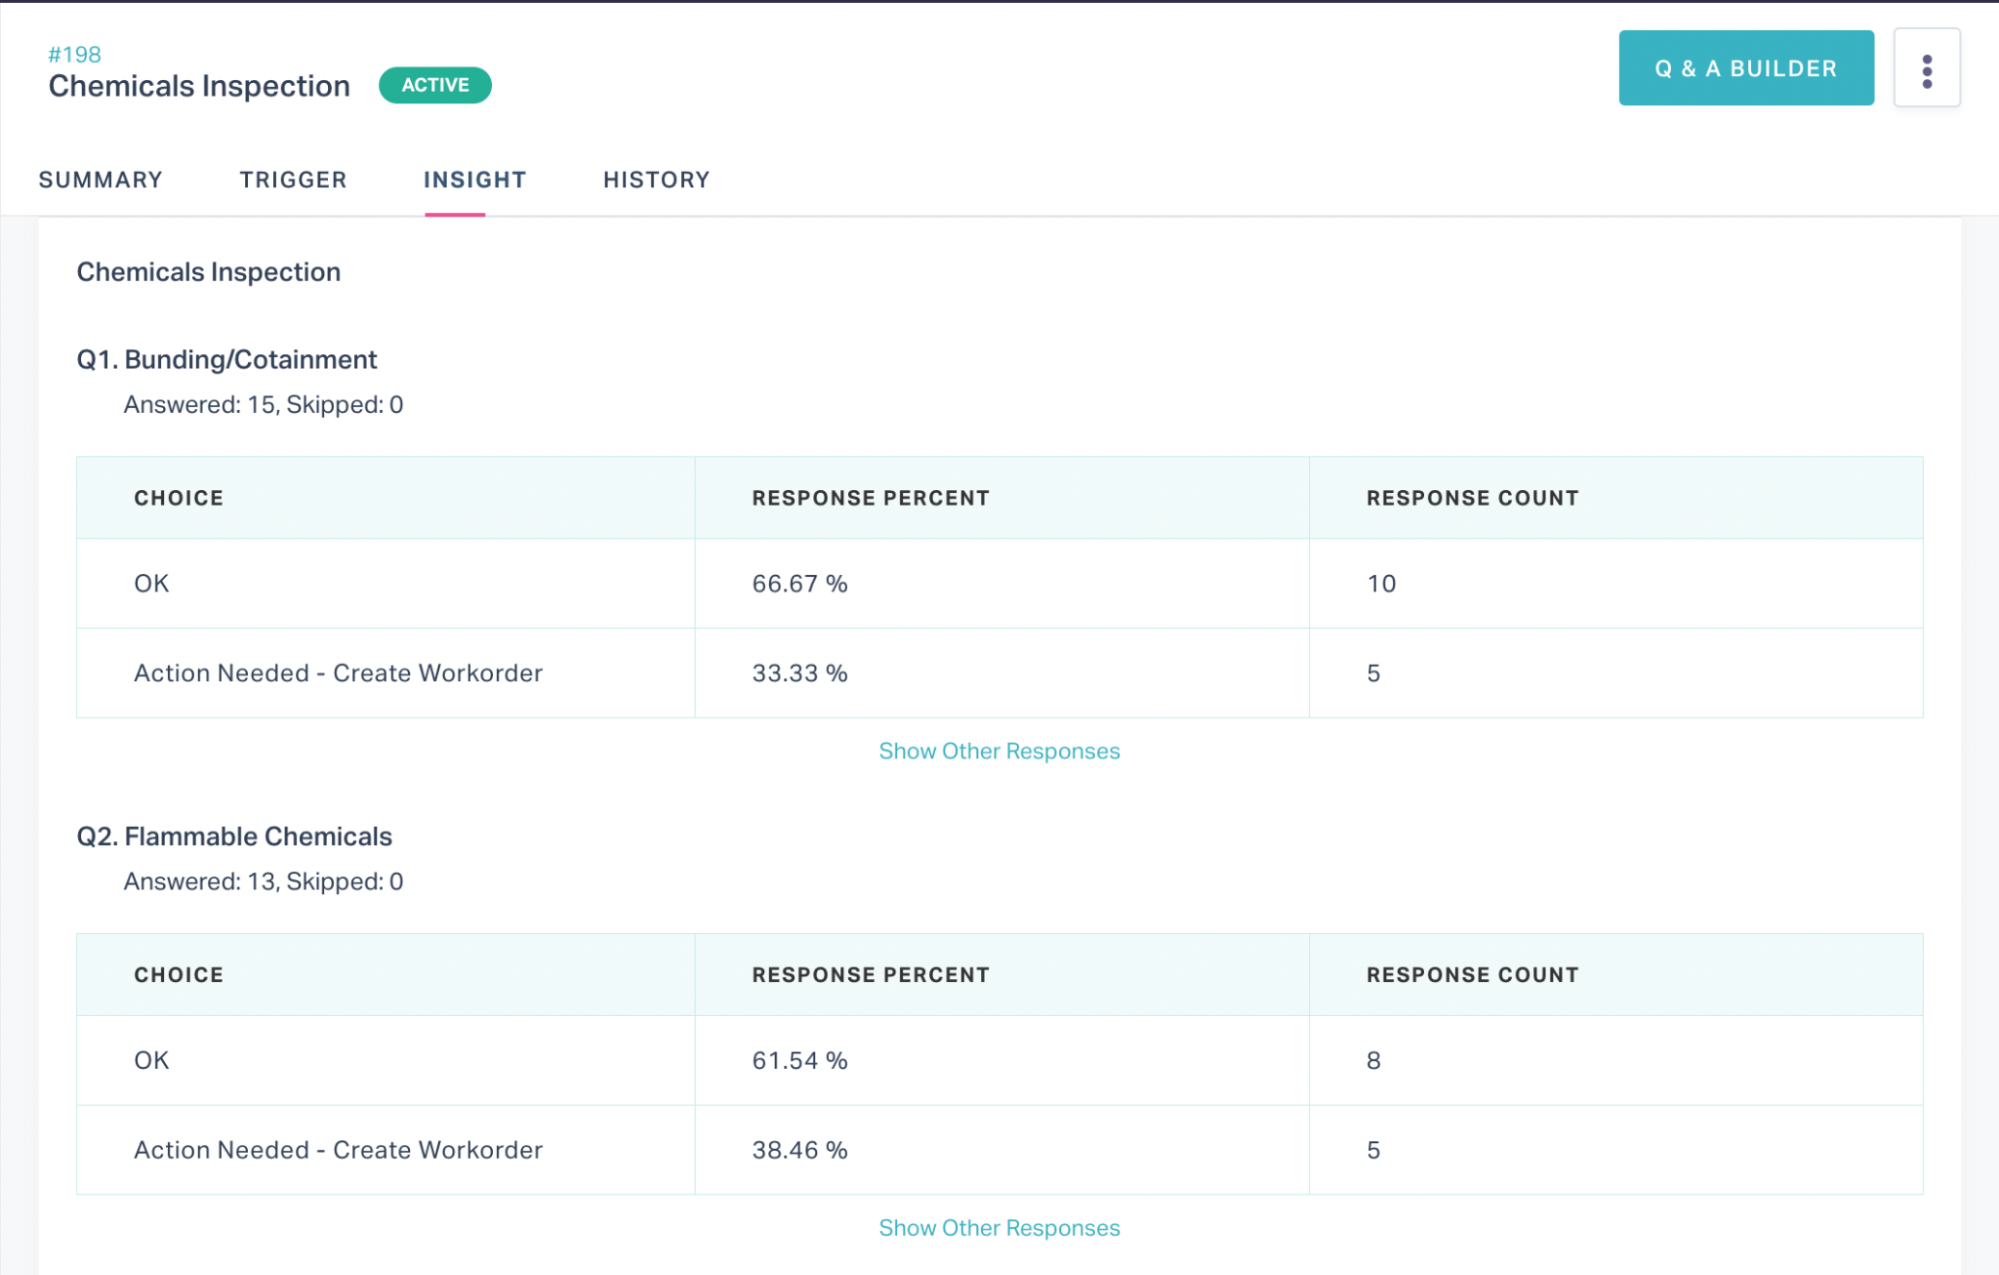 #198
Chemicals Inspection ACTIVE
Q & A BUILDER
SUMMARY TRIGGER INSIGHT HISTORY
Chemicals Inspection
Q1. Bunding/Cotainment
Answered: 15, Skipped: 0
CHOICE RESPONSE PERCENT RESPONSE COUNT
OK 66.67 % 10
Action Needed - Create Workorder 33.33 % 5
Show Other Responses
Q2. Flammable Chemicals
Answered: 13, Skipped: 0
CHOICE RESPONSE PERCENT RESPONSE COUNT
OK 61.54 % 8
Action Needed - Create Workorder 38.46 % 5
Show Other Responses